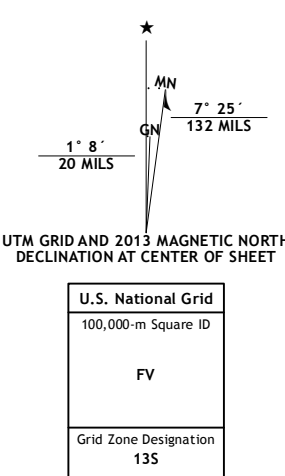 ★
MN
7° 25´
132 MILS
GN
1° 8´
20 MILS
UTM GRID AND 2013 MAGNETIC NORTH
DECLINATION AT CENTER OF SHEET
U.S. National Grid
100,000-m Square ID
FV
Grid Zone Designation
13S